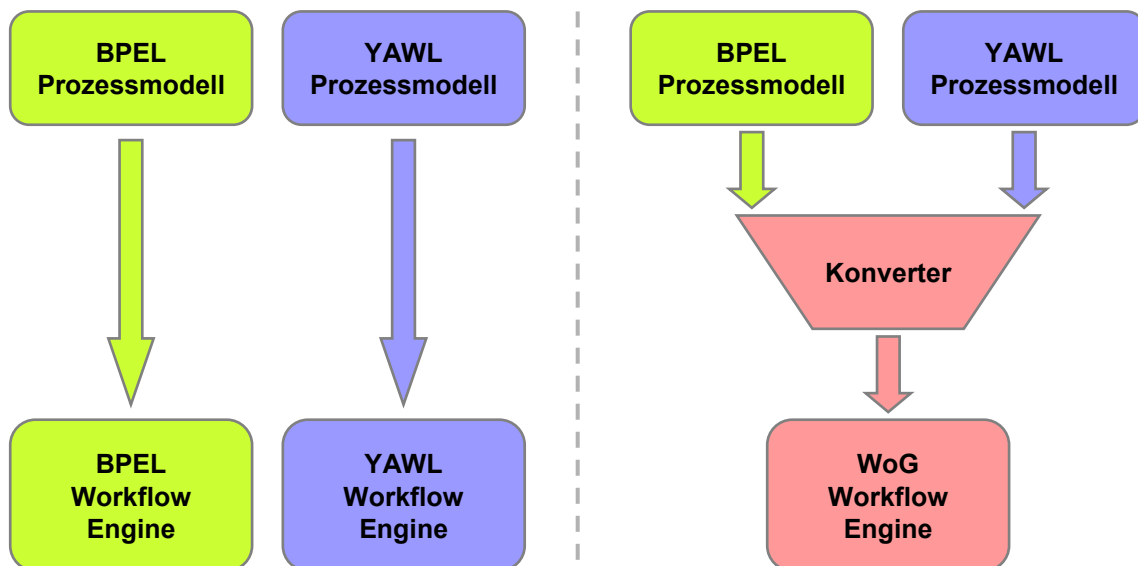 BPEL
Prozessmodell
YAWL
Prozessmodell
BPEL
Workflow
Engine
YAWL
Workflow
Engine
BPEL
Prozessmodell
YAWL
Prozessmodell
Konverter
WoG
Workflow
Engine